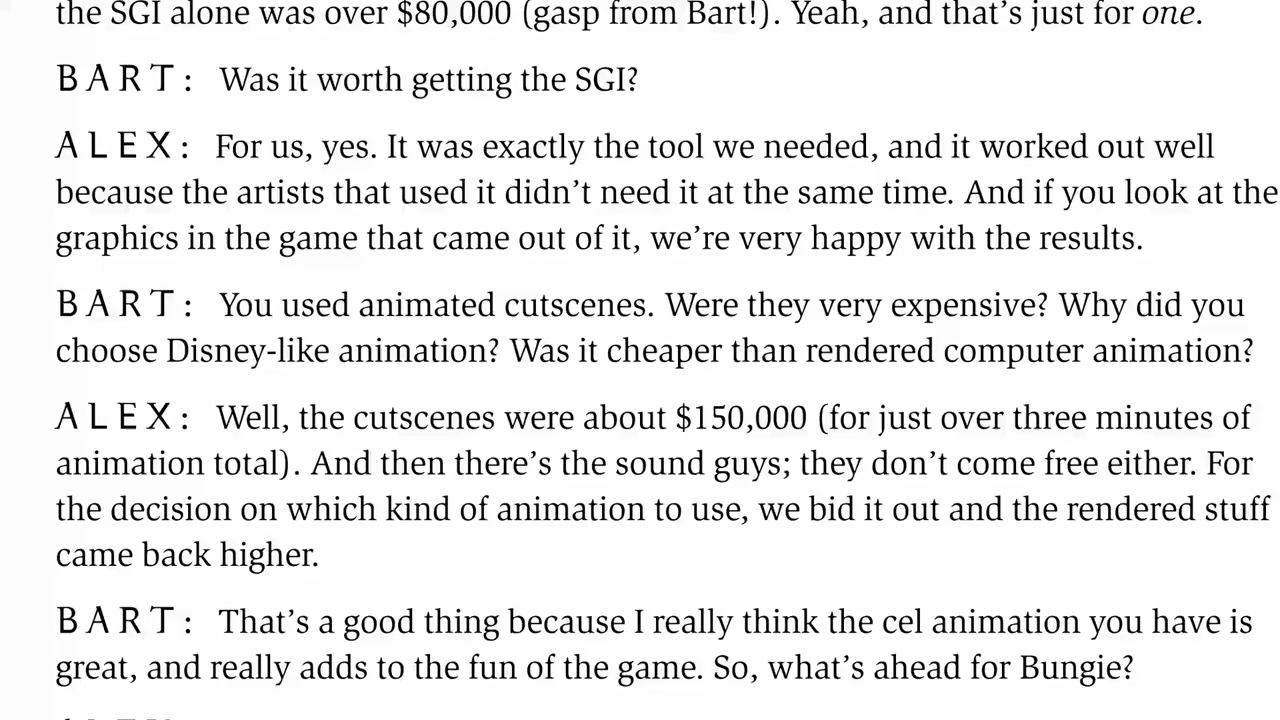 the SGI alone was over $80,000 (gasp from Bart!). Yeah, and that’s just for one.
BART: Was it worth getting the SGI?
ALEX: For us, yes. It was exactly the tool we needed, and it worked out well
because the artists that used it didn’t need it at the same time. And if you look at the
graphics in the game that came out of it, we’re very happy with the results.
BART: You used animated cutscenes. Were they very expensive? Why did you
choose Disney-like animation? Was it cheaper than rendered computer animation?
ALEX: Well, the cutscenes were about $150,000 (for just over three minutes of
animation total). And then there’s the sound guys; they don’t come free either. For
the decision on which kind of animation to use, we bid it out and the rendered stuff
came back higher.
BART: That’s a good thing because I really think the cel animation you have is
great, and really adds to the fun of the game. So, what’s ahead for Bungie?